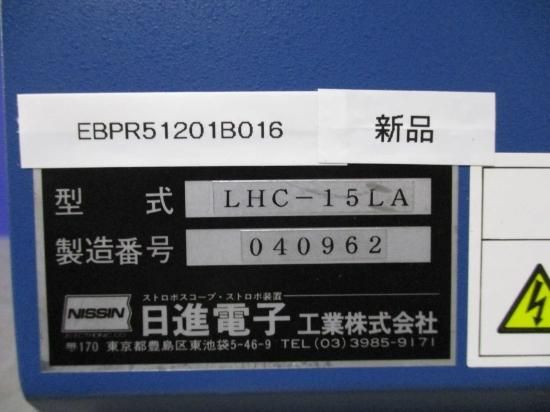 EBPR51201B016
新品
型 式 LHC-15LA
製造番号 040962
ストロボスコープ・ストロボ装置
NISSIN
ELECTRONIC CO.
日進電子 工業株式会社
〒170 東京都豊島区東池袋5-46-9 TEL(03)3985-9171